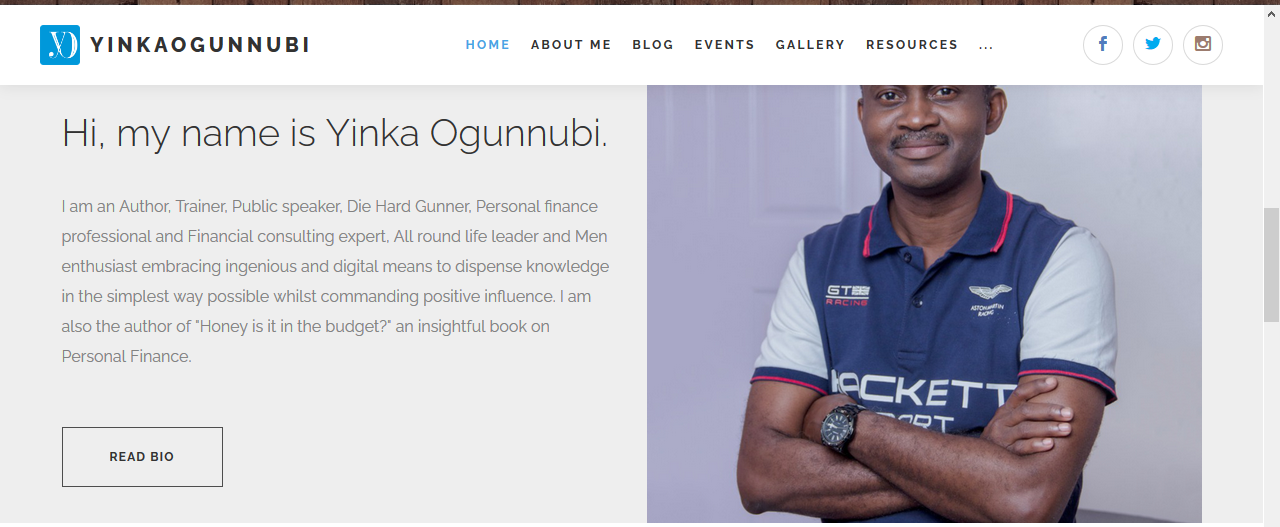 YINKAOGUNNUBI
HOME ABOUT ME BLOG EVENTS GALLERY RESOURCES ...
Hi, my name is Yinka Ogunnubi.
I am an Author, Trainer, Public speaker, Die Hard Gunner, Personal finance
professional and Financial consulting expert, All round life leader and Men
enthusiast embracing ingenious and digital means to dispense knowledge
in the simplest way possible whilst commanding positive influence. I am
also the author of "Honey is it in the budget?" an insightful book on
Personal Finance.
READ BIO
RACING
ASTON MARTIN
RACING
HACKETT